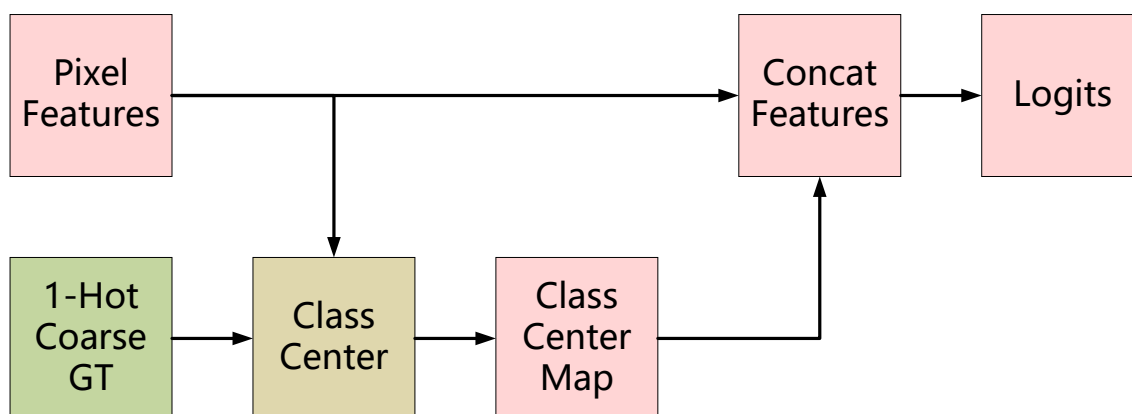 Pixel
Features
Concat
Features
Logits
1-Hot
Coarse
GT
Class
Center
Class
Center
Map